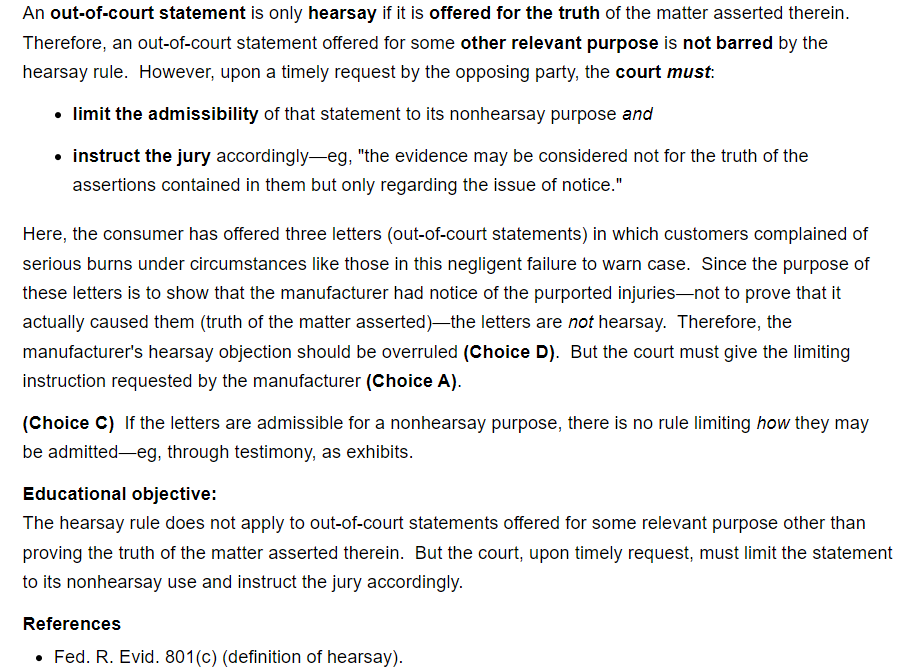 An out-of-court statement is only hearsay if it is offered for the truth of the matter asserted therein.
Therefore, an out-of-court statement offered for some other relevant purpose is not barred by the
hearsay rule.  However, upon a timely request by the opposing party, the court must:
• limit the admissibility of that statement to its nonhearsay purpose and
• instruct the jury accordingly—eg, "the evidence may be considered not for the truth of the
assertions contained in them but only regarding the issue of notice."
Here, the consumer has offered three letters (out-of-court statements) in which customers complained of
serious burns under circumstances like those in this negligent failure to warn case.  Since the purpose of
these letters is to show that the manufacturer had notice of the purported injuries—not to prove that it
actually caused them (truth of the matter asserted)—the letters are not hearsay.  Therefore, the
manufacturer's hearsay objection should be overruled (Choice D).  But the court must give the limiting
instruction requested by the manufacturer (Choice A).
(Choice C)  If the letters are admissible for a nonhearsay purpose, there is no rule limiting how they may
be admitted—eg, through testimony, as exhibits.
Educational objective:
The hearsay rule does not apply to out-of-court statements offered for some relevant purpose other than
proving the truth of the matter asserted therein.  But the court, upon timely request, must limit the statement
to its nonhearsay use and instruct the jury accordingly.
References
• Fed. R. Evid. 801(c) (definition of hearsay).